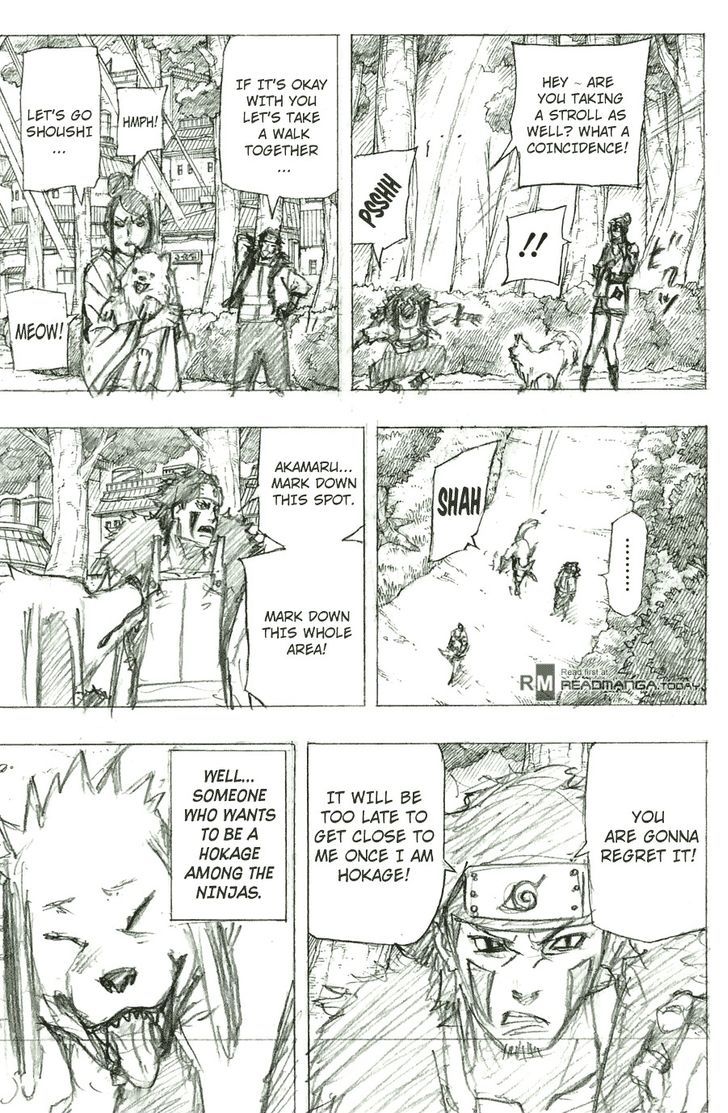 HEY ~ ARE
YOU TAKING
A STROLL AS
WELL? WHAT A
COINCIDENCE!
!!
PSSHH
IF IT'S OKAY
WITH YOU
LET'S TAKE
A WALK
TOGETHER
...
HMPH!
LET'S GO
SHOUSHI
...
MEOW!
.......
SHAH
RM
Read first at
READMANGA.TODAY
AKAMARU...
MARK DOWN
THIS SPOT.
MARK DOWN
THIS WHOLE
AREA!
YOU
ARE GONNA
REGRET IT!
IT WILL BE
TOO LATE TO
GET CLOSE TO
ME ONCE I AM
HOKAGE!
WELL...
SOMEONE
WHO WANTS
TO BE A
HOKAGE
AMONG THE
NINJAS.